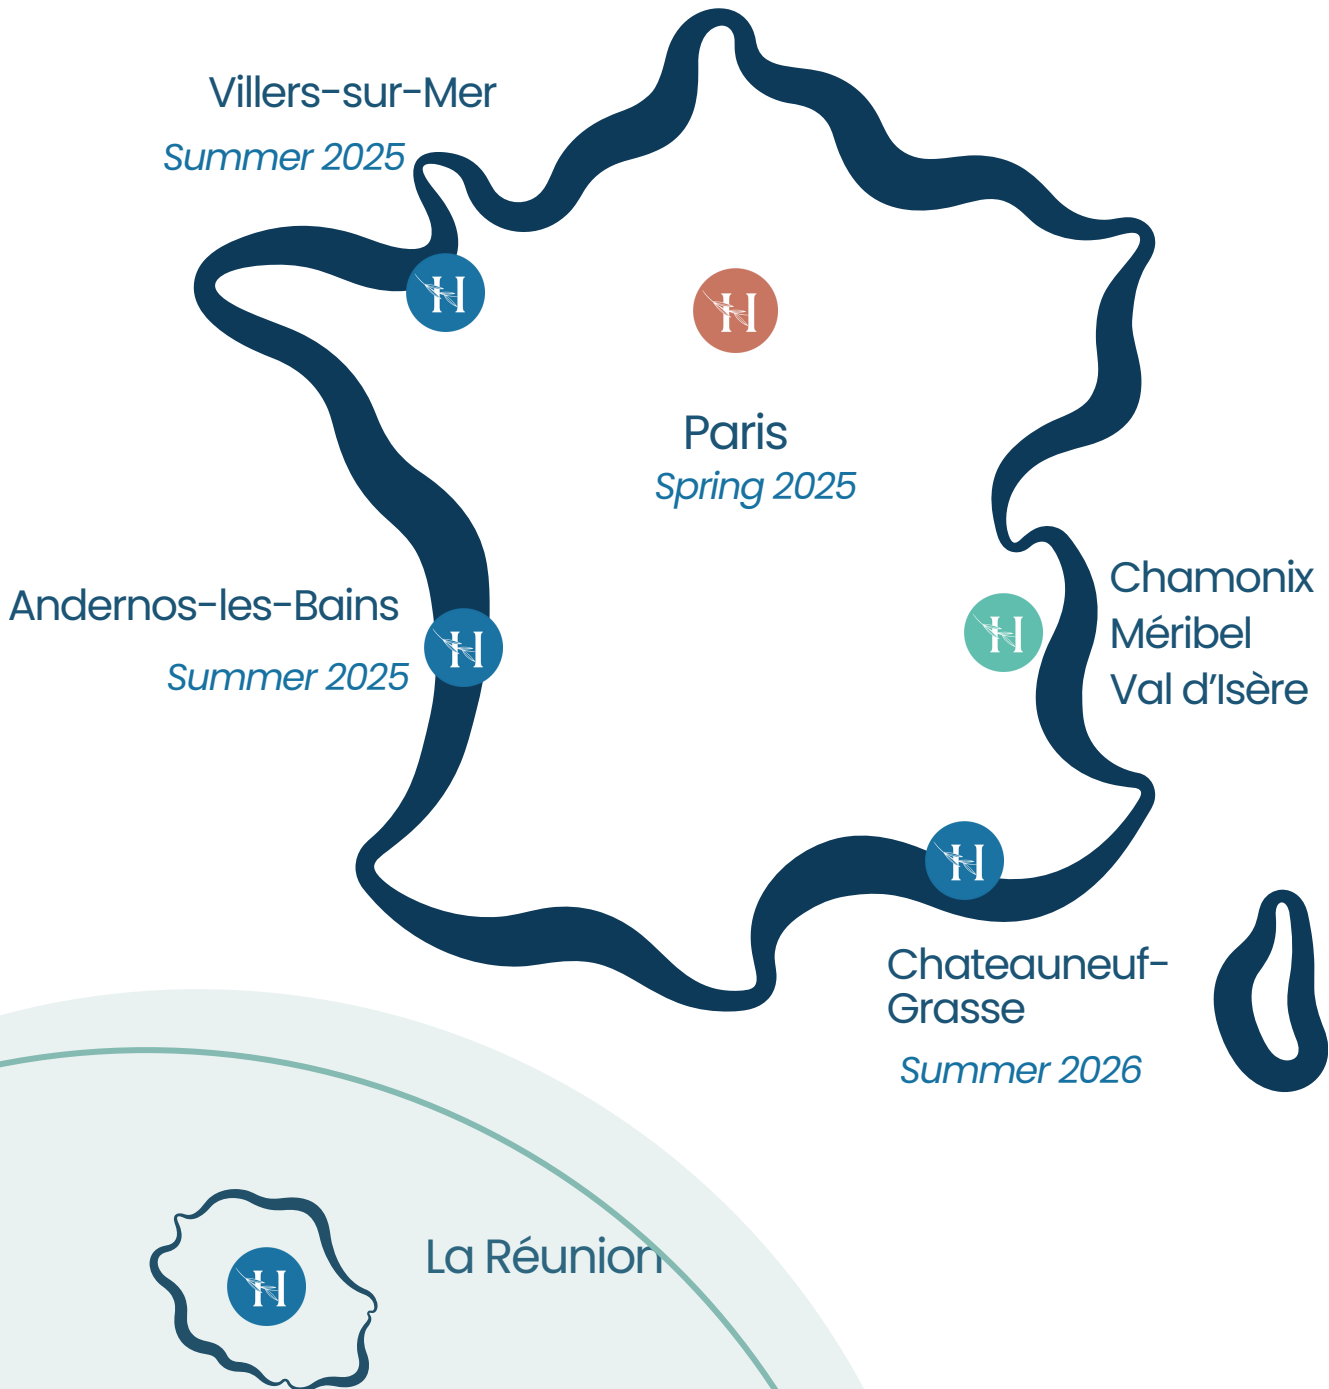 Villers-sur-Mer
Summer 2025
H
H
Paris
Spring 2025
Andernos-les-Bains
Summer 2025
H
H
Chamonix
Méribel
Val d’Isère
H
Chateauneuf-
Grasse
Summer 2026
H
La Réunion